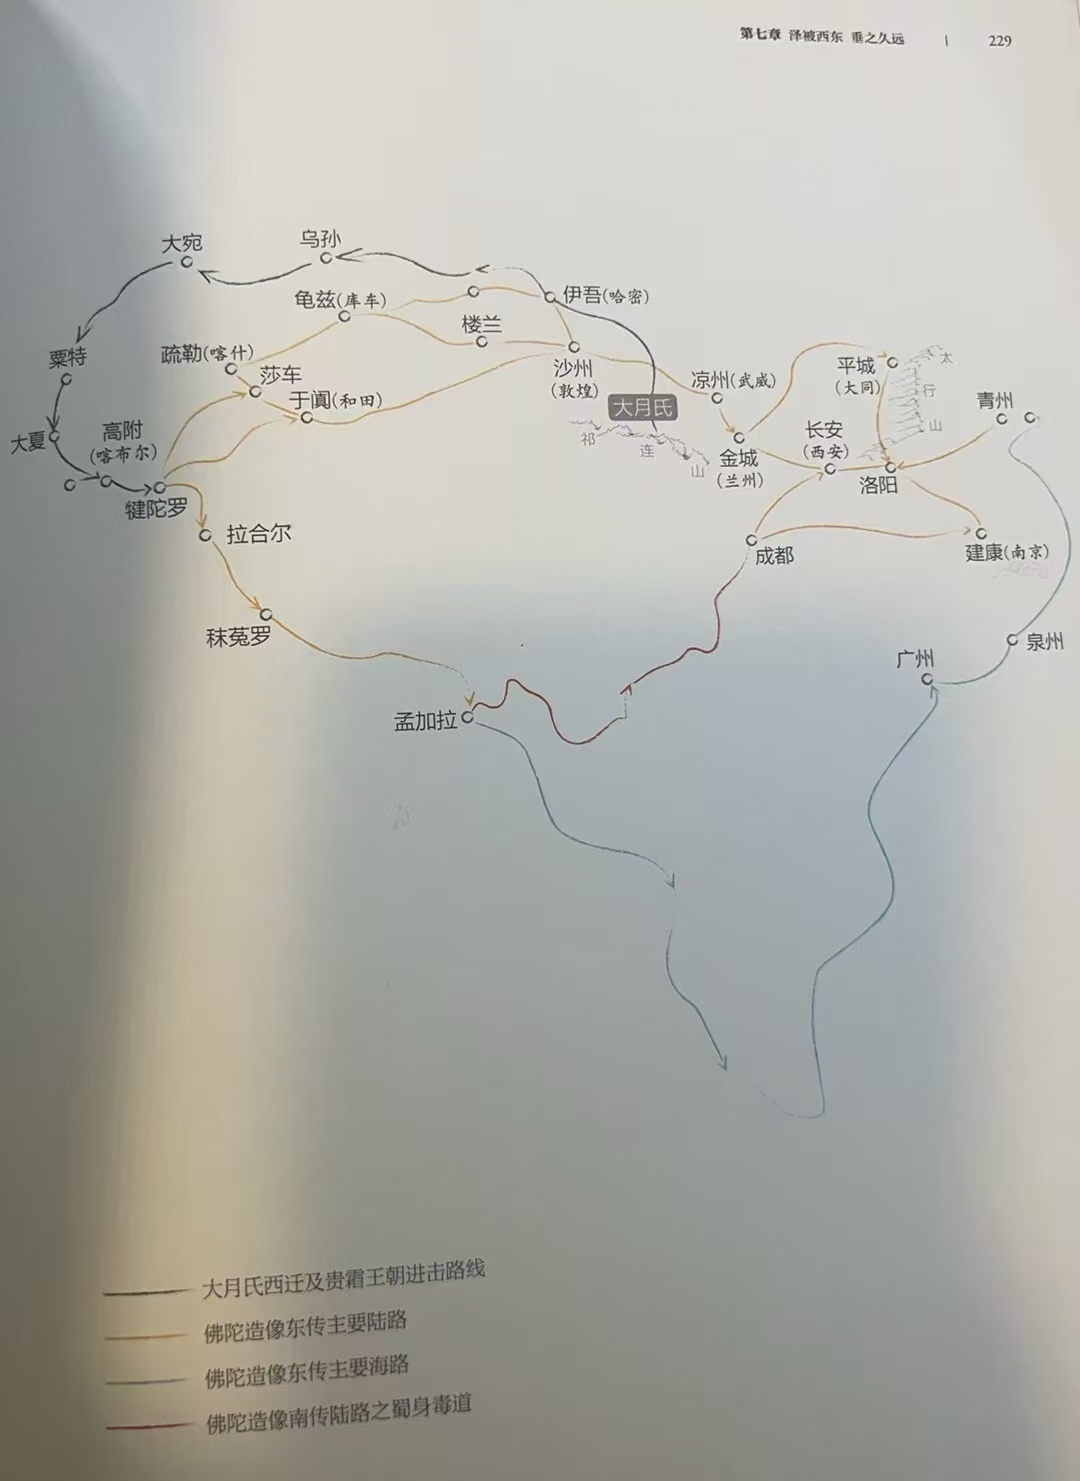 第七章 泽被西东 垂之久远 | 229
大宛
乌孙
龟兹(库车)
伊吾(哈密)
楼兰
粟特
疏勒(喀什)
莎车
于阗(和田)
沙州
(敦煌)
大月氏
祁连山
凉州(武威)
平城
(大同)
太行山
青州
大夏
高附
(喀布尔)
犍陀罗
金城
(兰州)
长安
(西安)
洛阳
拉合尔
成都
建康(南京)
秣菟罗
泉州
广州
孟加拉
大月氏西迁及贵霜王朝进击路线
佛陀造像东传主要陆路
佛陀造像东传主要海路
佛陀造像南传陆路之蜀身毒道